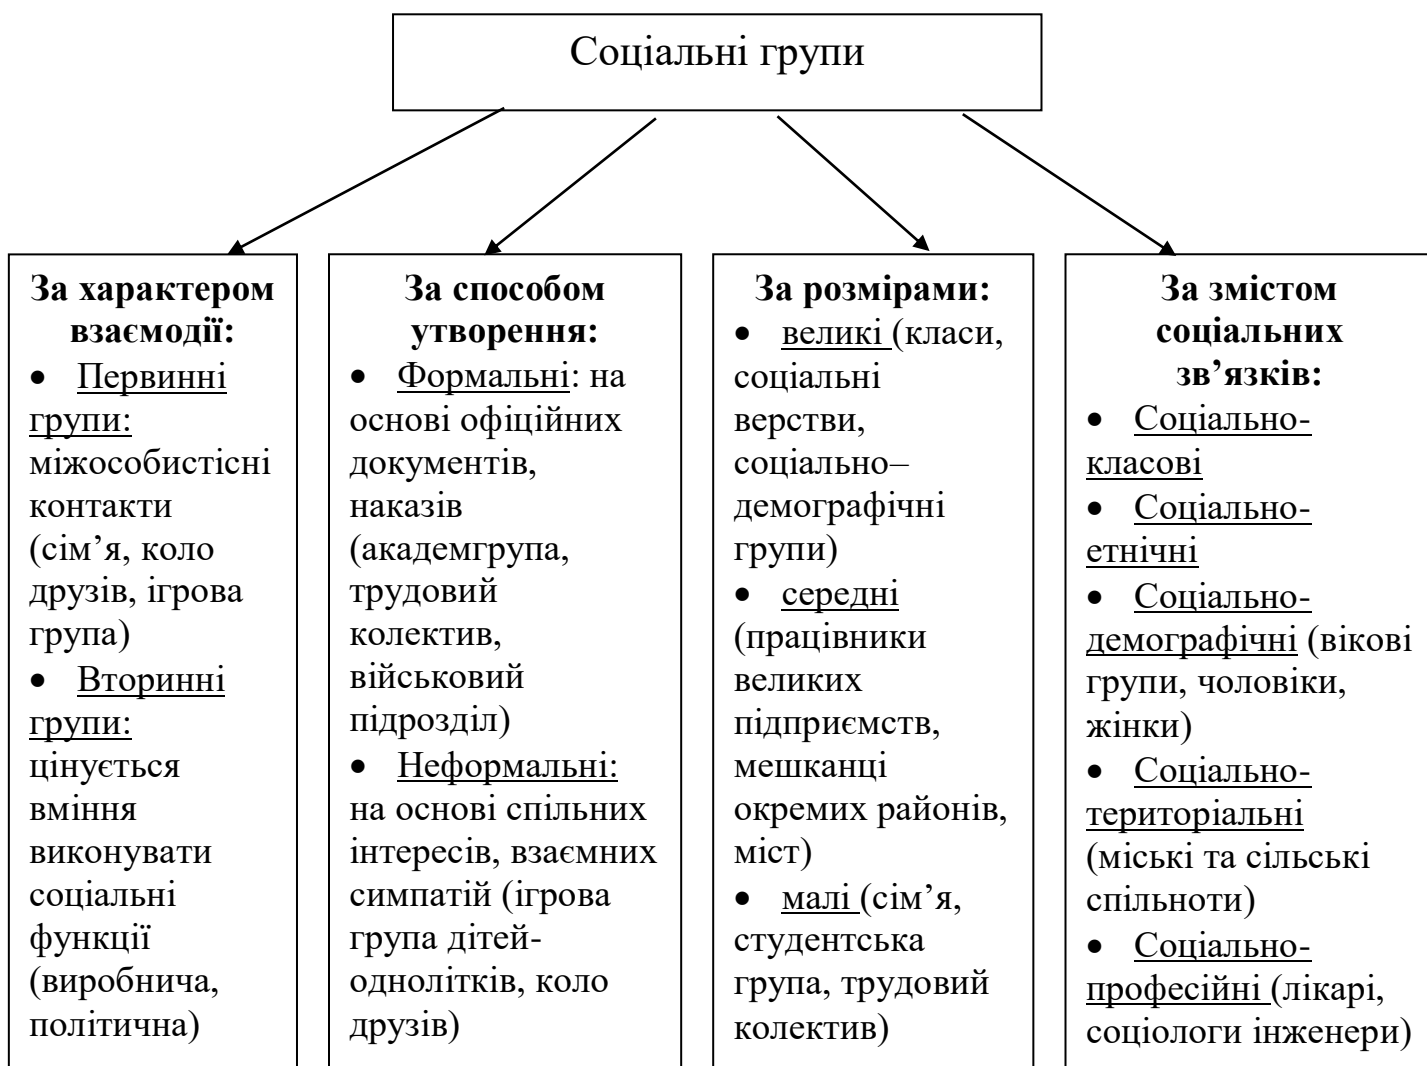 Соціальні групи
За характером
взаємодії:
• Первинні
групи:
міжособистісні
контакти
(сім’я, коло
друзів, ігрова
група)
• Вторинні
групи:
цінується
вміння
виконувати
соціальні
функції
(виробнича,
політична)
За способом
утворення:
• Формальні: на
основі офіційних
документів,
наказів
(академгрупа,
трудовий
колектив,
військовий
підрозділ)
• Неформальні:
на основі спільних
інтересів, взаємних
симпатій (ігрова
група дітей-
однолітків, коло
друзів)
За розмірами:
• великі (класи,
соціальні
верстви,
соціально–
демографічні
групи)
• середні
(працівники
великих
підприємств,
мешканці
окремих районів,
міст)
• малі (сім’я,
студентська
група, трудовий
колектив)
За змістом
соціальних
зв’язків:
• Соціально-
класові
• Соціально-
етнічні
• Соціально-
демографічні (вікові
групи, чоловіки,
жінки)
• Соціально-
територіальні
(міські та сільські
спільноти)
• Соціально-
професійні (лікарі,
соціологи інженери)